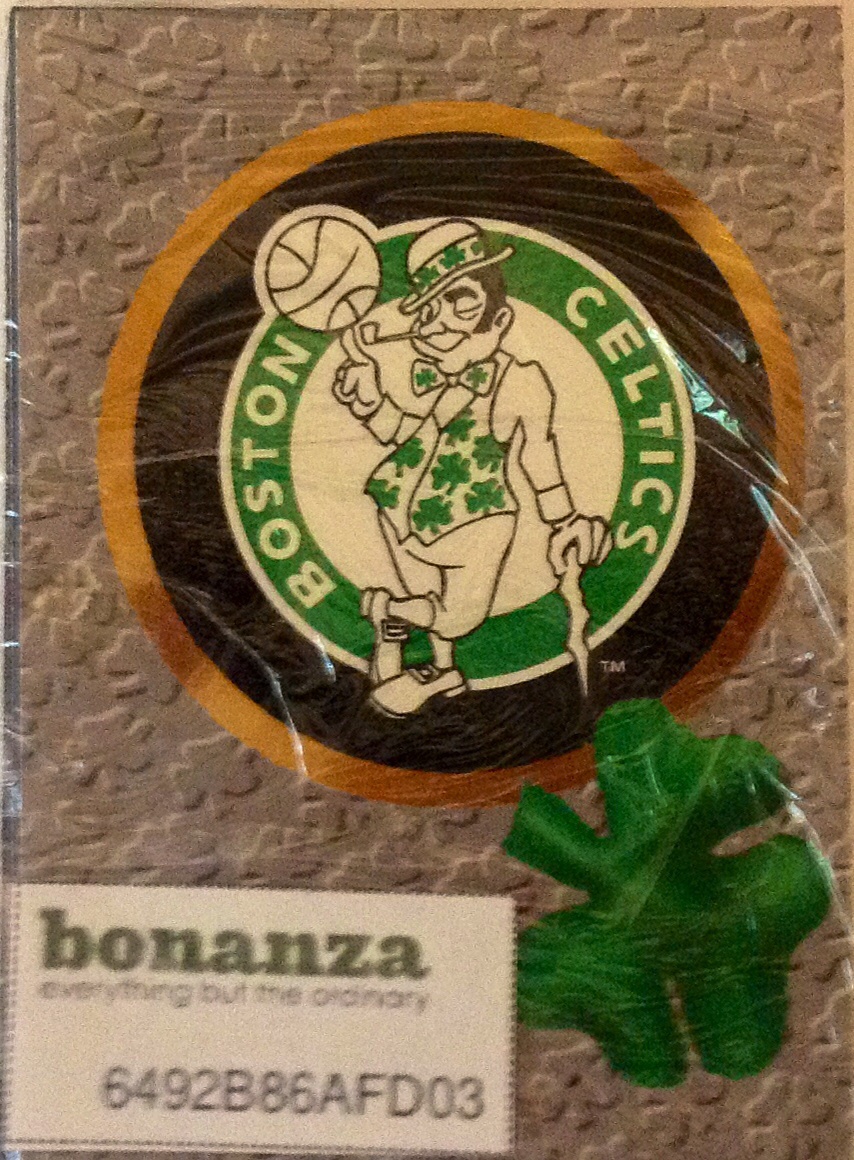 BOSTON
CELTICS
TM
bonanza
everything but the ordinary
6492B86AFD03